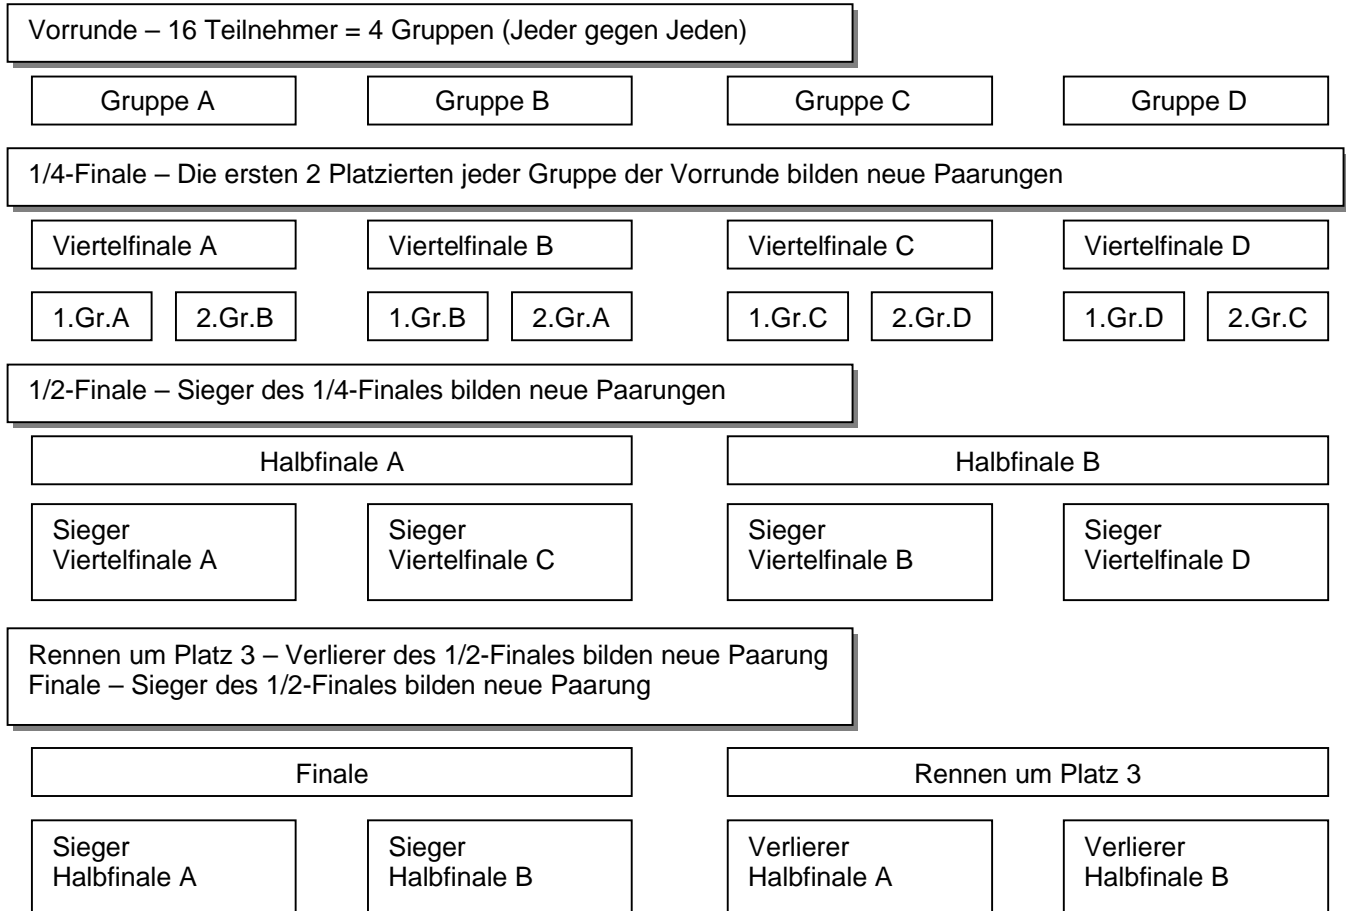 Vorrunde – 16 Teilnehmer = 4 Gruppen (Jeder gegen Jeden)
Gruppe A
Gruppe B
Gruppe C
Gruppe D
1/4-Finale – Die ersten 2 Platzierten jeder Gruppe der Vorrunde bilden neue Paarungen
Viertelfinale A
Viertelfinale B
Viertelfinale C
Viertelfinale D
1.Gr.A
2.Gr.B
1.Gr.B
2.Gr.A
1.Gr.C
2.Gr.D
1.Gr.D
2.Gr.C
1/2-Finale – Sieger des 1/4-Finales bilden neue Paarungen
Halbfinale A
Halbfinale B
Sieger
Viertelfinale A
Sieger
Viertelfinale C
Sieger
Viertelfinale B
Sieger
Viertelfinale D
Rennen um Platz 3 – Verlierer des 1/2-Finales bilden neue Paarung
Finale – Sieger des 1/2-Finales bilden neue Paarung
Finale
Rennen um Platz 3
Sieger
Halbfinale A
Sieger
Halbfinale B
Verlierer
Halbfinale A
Verlierer
Halbfinale B